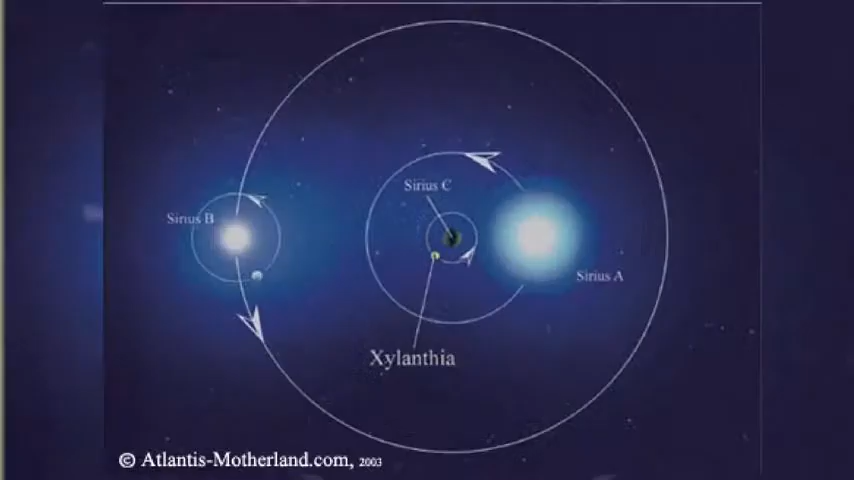 Sirius C
Sirius B
Sirius A
Xylanthia
© Atlantis-Motherland.com, 2003